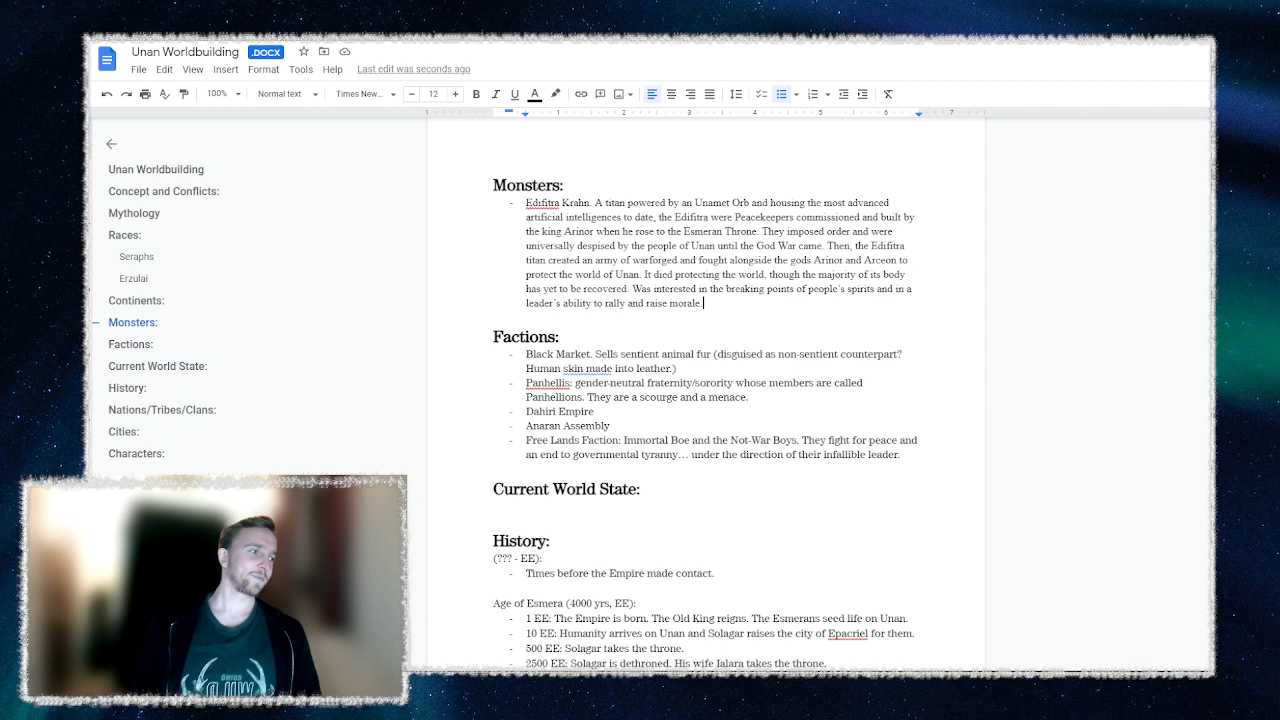 Unan Worldbuilding .DOCX
File Edit View Insert Format Tools Help Last edit was seconds ago
100% Normal text Times New... 12 B I U A
1 1 2 3 4 5 6 7
Unan Worldbuilding
Concept and Conflicts:
Mythology
Races:
Seraphs
Erzulai
Continents:
Monsters:
Factions:
Current World State:
History:
Nations/Tribes/Clans:
Cities:
Characters:
Monsters:
- Edifitra Krahn. A titan powered by an Unamet Orb and housing the most advanced
artificial intelligences to date, the Edifitra were Peacekeepers commissioned and built by
the king Arinor when he rose to the Esmeran Throne. They imposed order and were
universally despised by the people of Unan until the God War came. Then, the Edifitra
titan created an army of warforged and fought alongside the gods Arinor and Arceon to
protect the world of Unan. It died protecting the world, though the majority of its body
has yet to be recovered. Was interested in the breaking points of people's spirits and in a
leader's ability to rally and raise morale.
Factions:
- Black Market. Sells sentient animal fur (disguised as non-sentient counterpart?
Human skin made into leather.)
- Panhellis: gender-neutral fraternity/sorority whose members are called
Panhellions. They are a scourge and a menace.
- Dahiri Empire
- Anaran Assembly
- Free Lands Faction: Immortal Boe and the Not-War Boys. They fight for peace and
an end to governmental tyranny… under the direction of their infallible leader.
Current World State:
History:
(??? - EE):
- Times before the Empire made contact.
Age of Esmera (4000 yrs, EE):
- 1 EE: The Empire is born. The Old King reigns. The Esmerans seed life on Unan.
- 10 EE: Humanity arrives on Unan and Solagar raises the city of Epacriel for them.
- 500 EE: Solagar takes the throne.
- 2500 EE: Solagar is dethroned. His wife Ialara takes the throne.